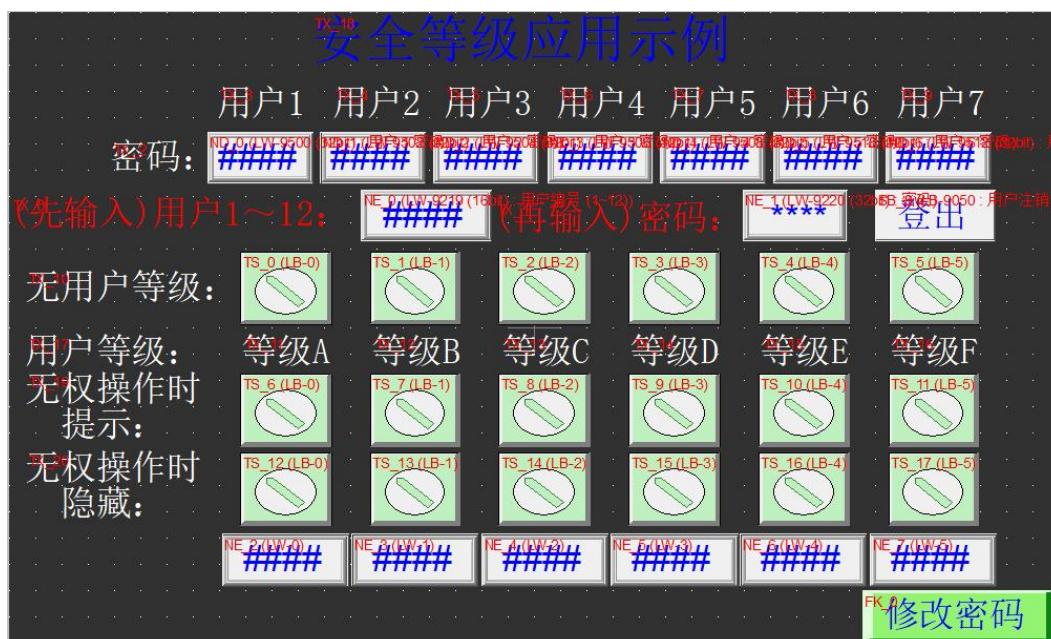 TX_18
安全等级应用示例
用户1 用户2 用户3 用户4 用户5 用户6 用户7
密码: #### #### #### #### #### #### ####
(先输入)用户1～12: NE_0 (LW-9219 (16bit) : 用户编号 (1~12)) #### (再输入)密码: NE_1 (LW-9220 (32bit) : 密码) **** 登出
无用户等级: TS_0 (LB-0) TS_1 (LB-1) TS_2 (LB-2) TS_3 (LB-3) TS_4 (LB-4) TS_5 (LB-5)
用户等级: 等级A 等级B 等级C 等级D 等级E 等级F
无权操作时 TS_6 (LB-0) TS_7 (LB-1) TS_8 (LB-2) TS_9 (LB-3) TS_10 (LB-4) TS_11 (LB-5)
提示:
无权操作时 TS_12 (LB-0) TS_13 (LB-1) TS_14 (LB-2) TS_15 (LB-3) TS_16 (LB-4) TS_17 (LB-5)
隐藏:
NE_2 (LW-0) NE_3 (LW-1) NE_4 (LW-2) NE_5 (LW-3) NE_6 (LW-4) NE_7 (LW-5)
#### #### #### #### #### ####
FK_0
修改密码